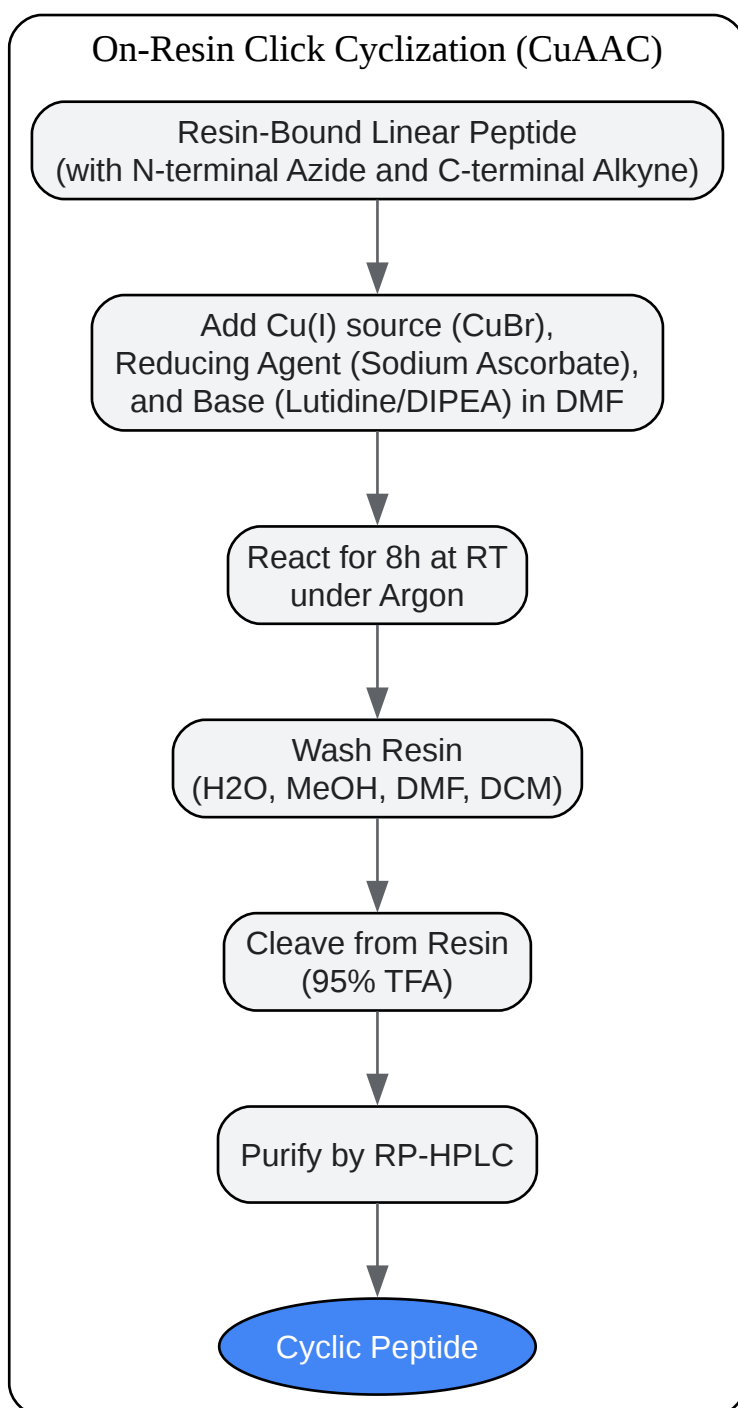 On-Resin Click Cyclization (CuAAC)
Resin-Bound Linear Peptide
(with N-terminal Azide and C-terminal Alkyne)
Add Cu(I) source (CuBr),
Reducing Agent (Sodium Ascorbate),
and Base (Lutidine/DIPEA) in DMF
React for 8h at RT
under Argon
Wash Resin
(H2O, MeOH, DMF, DCM)
Cleave from Resin
(95% TFA)
Purify by RP-HPLC
Cyclic Peptide